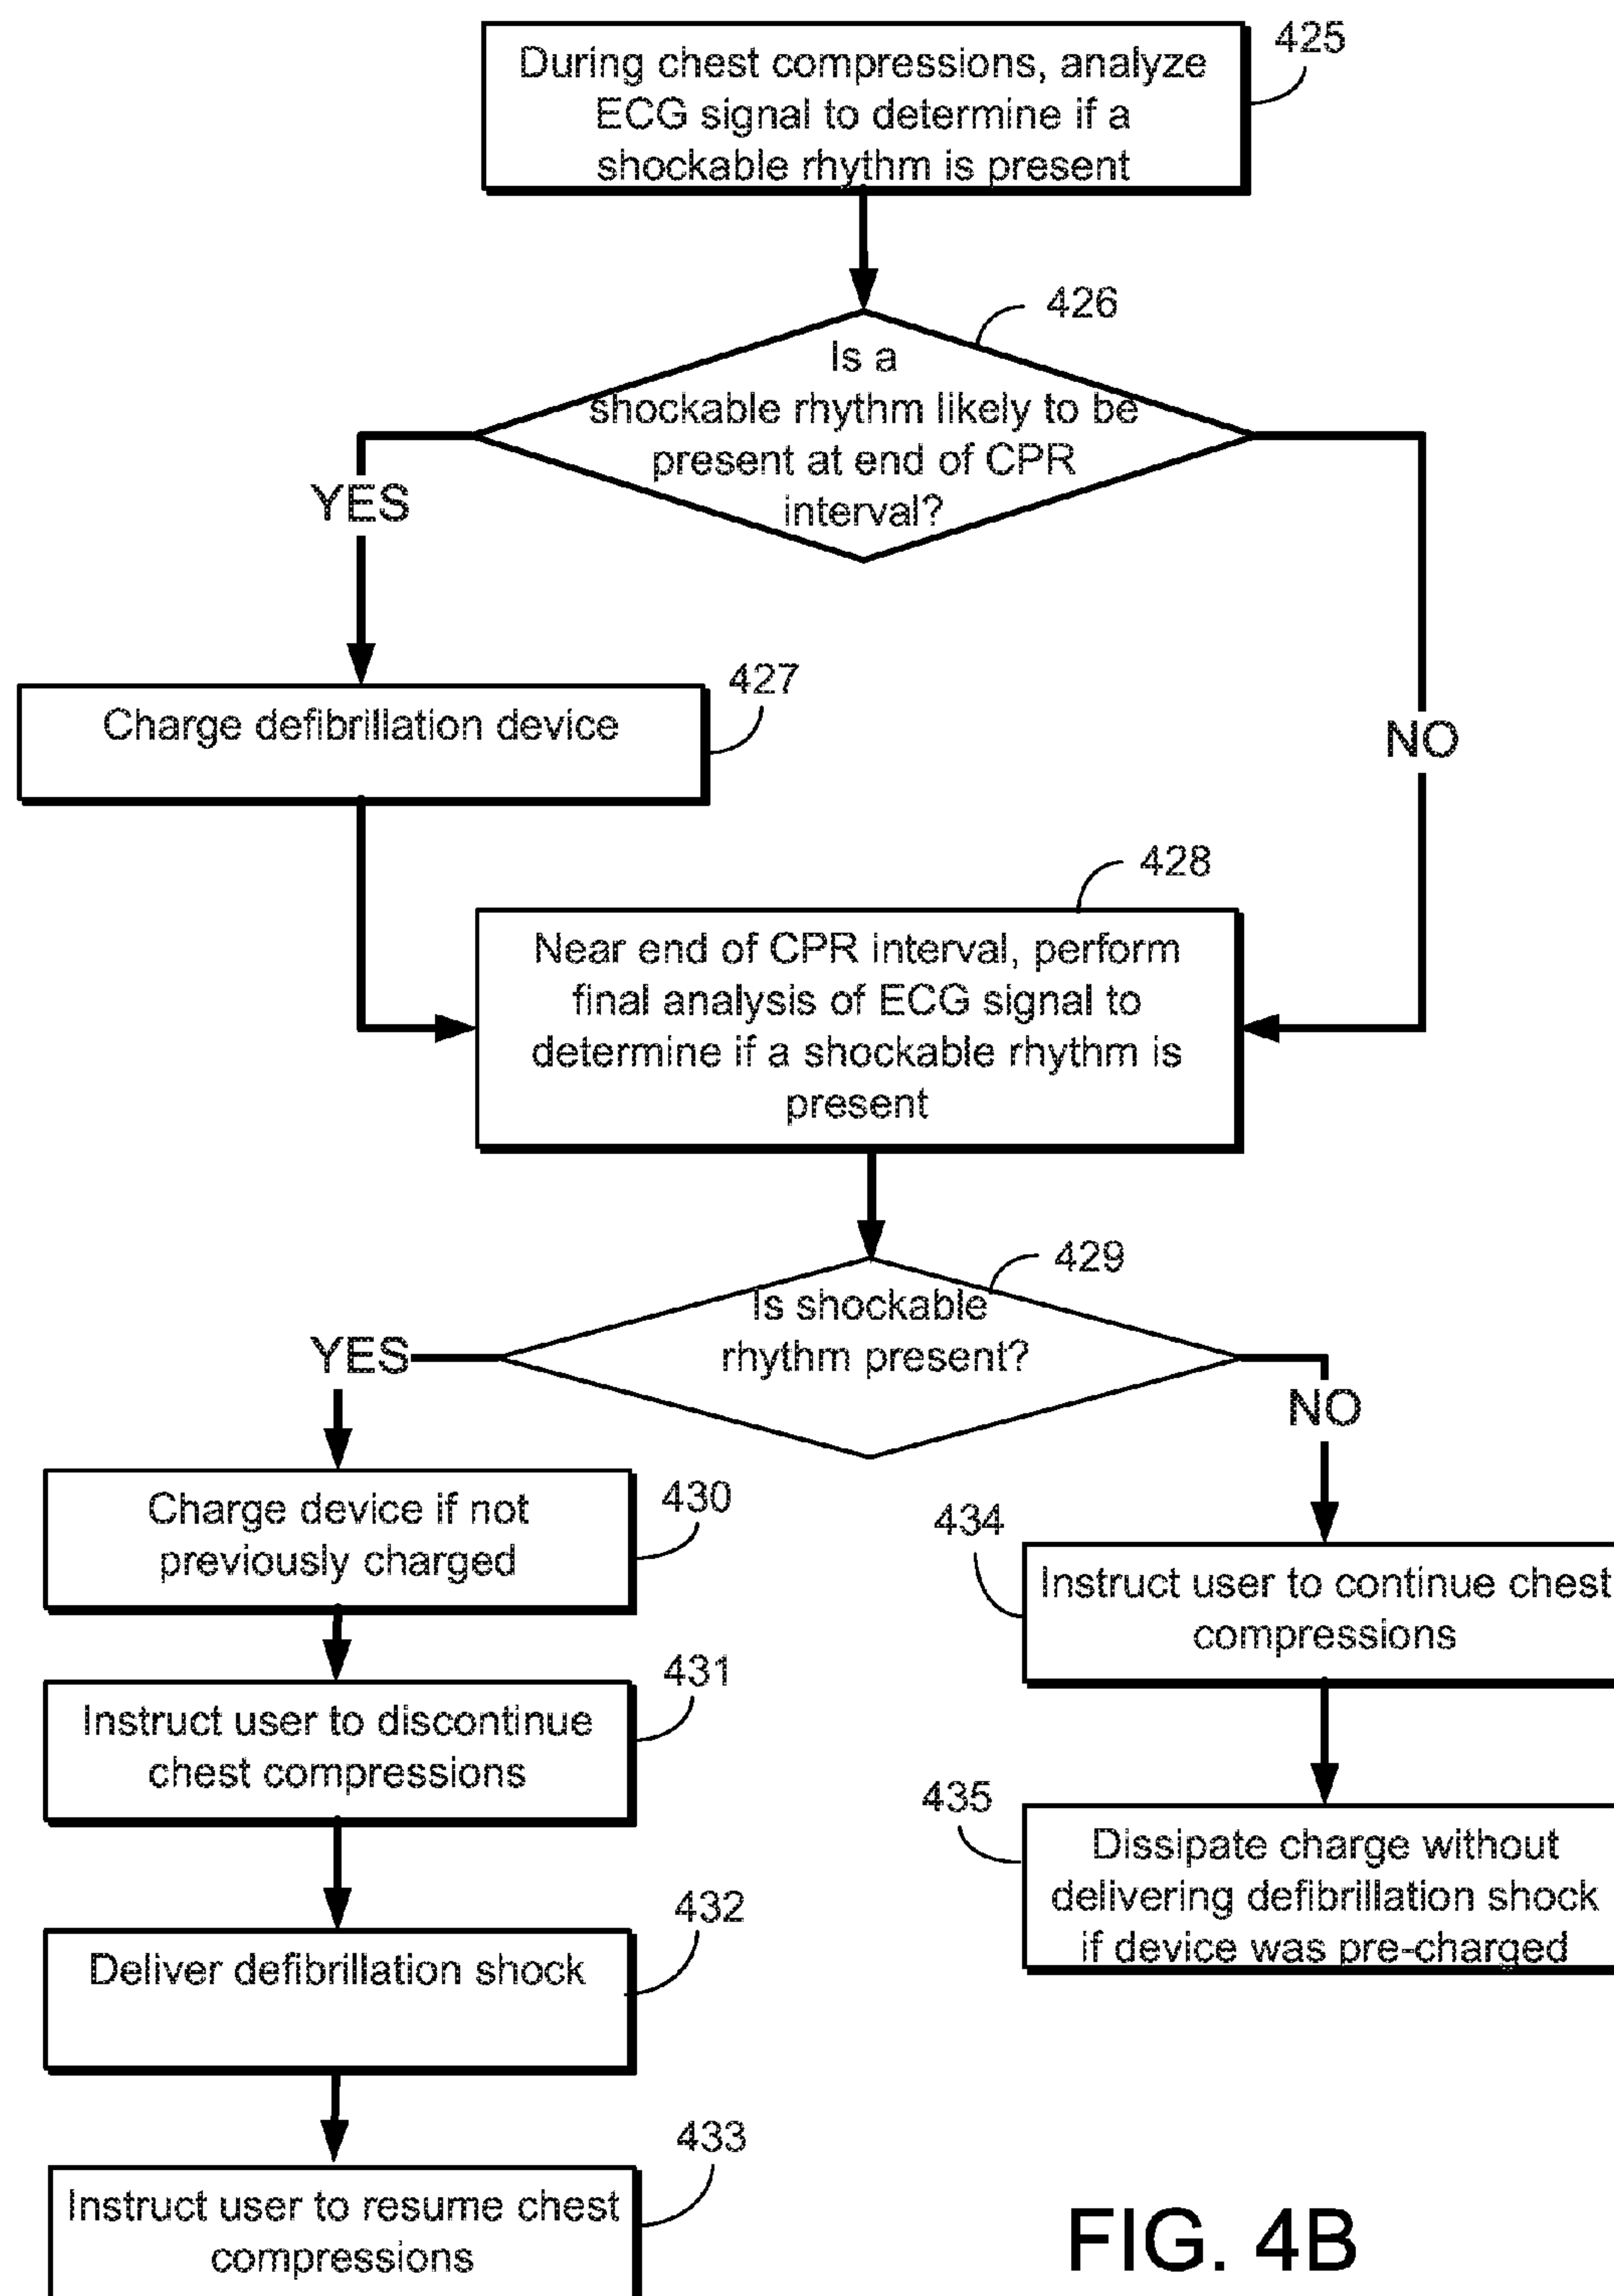 425
During chest compressions, analyze
ECG signal to determine if a
shockable rhythm is present
426
Is a
shockable rhythm likely to be
present at end of CPR
interval?
YES
NO
427
Charge defibrillation device
428
Near end of CPR interval, perform
final analysis of ECG signal to
determine if a shockable rhythm is
present
429
Is shockable
rhythm present?
YES
NO
430
Charge device if not
previously charged
434
Instruct user to continue chest
compressions
431
Instruct user to discontinue
chest compressions
435
Dissipate charge without
delivering defibrillation shock
if device was pre-charged
432
Deliver defibrillation shock
433
Instruct user to resume chest
compressions
FIG. 4B